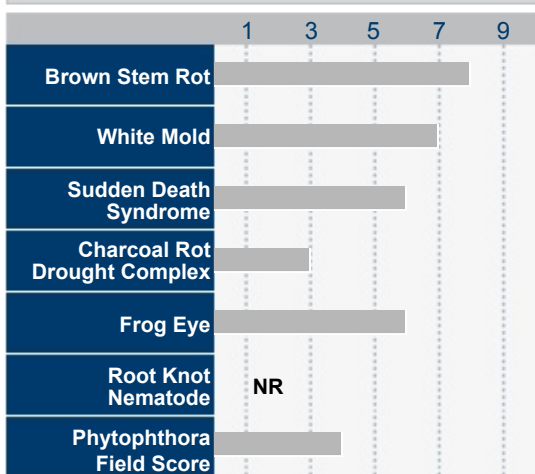 1 3 5 7 9
Brown Stem Rot
White Mold
Sudden Death
Syndrome
Charcoal Rot
Drought Complex
Frog Eye
Root Knot
Nematode
NR
Phytophthora
Field Score